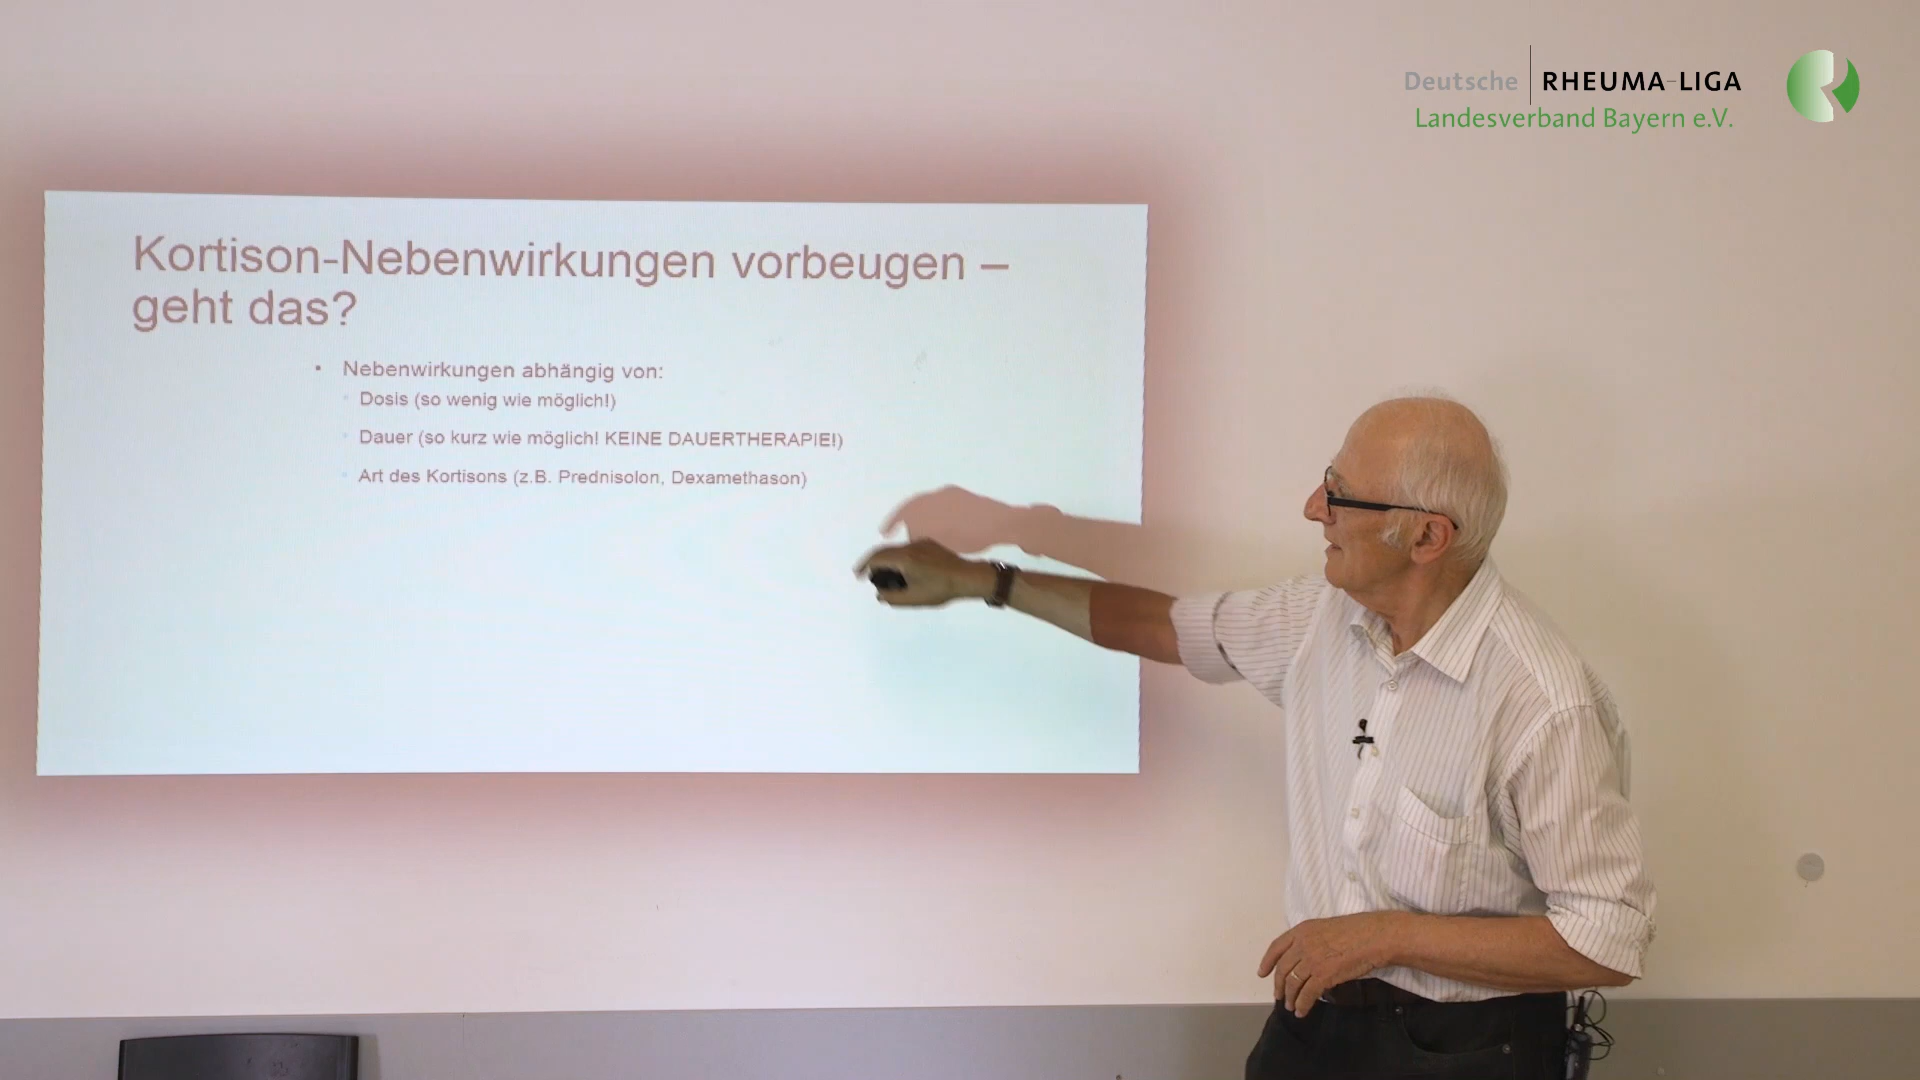 Deutsche RHEUMA-LIGA
Landesverband Bayern e.V.
Kortison-Nebenwirkungen vorbeugen –
geht das?
• Nebenwirkungen abhängig von:
Dosis (so wenig wie möglich!)
Dauer (so kurz wie möglich! KEINE DAUERTHERAPIE!)
Art des Kortisons (z.B. Prednisolon, Dexamethason)